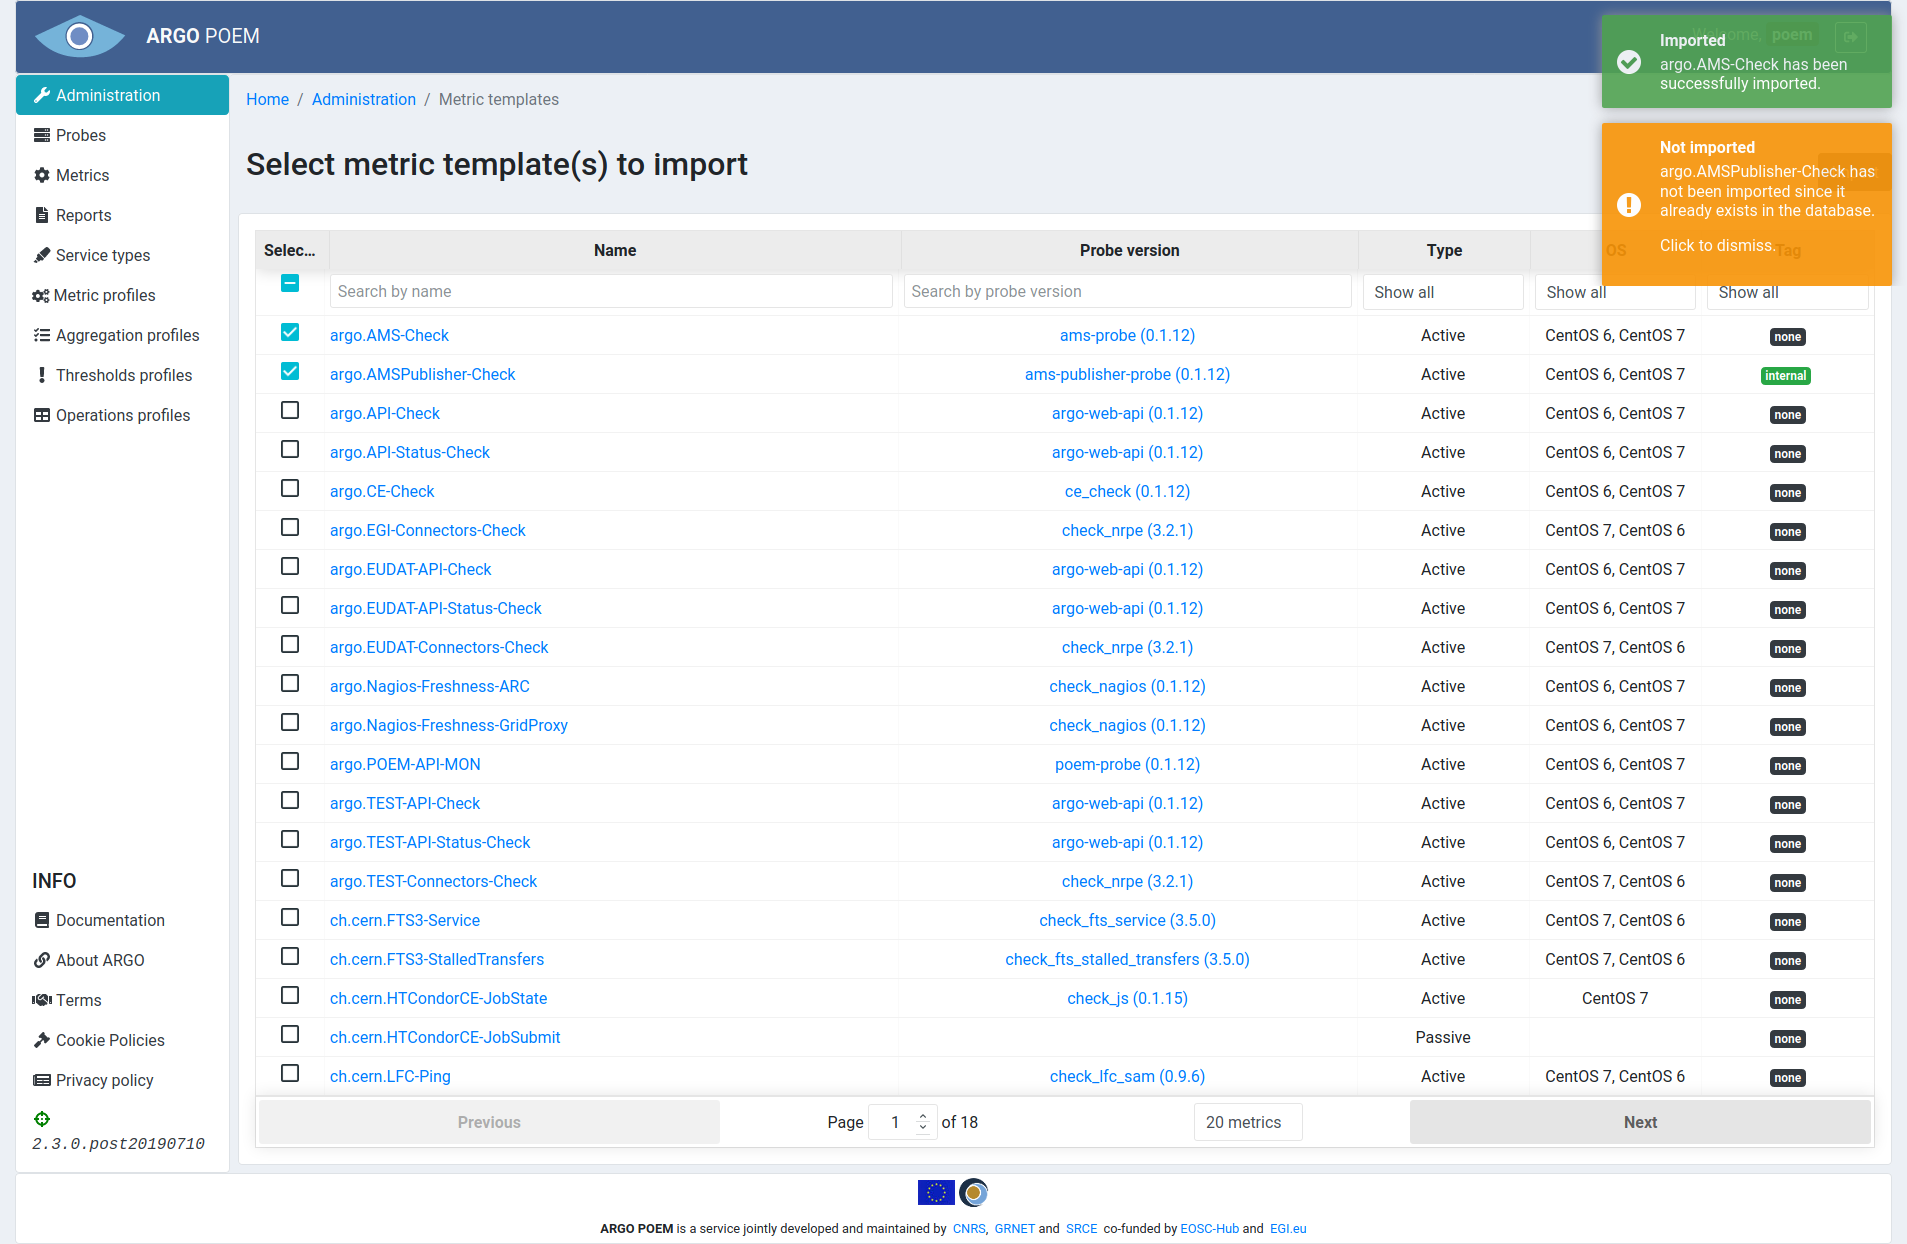 ARGO POEM
Welcome, poem
Imported
argo.AMS-Check has been
successfully imported.
Not imported
argo.AMSPublisher-Check has
not been imported since it
already exists in the database.
Click to dismiss.
Administration
Probes
Metrics
Reports
Service types
Metric profiles
Aggregation profiles
Thresholds profiles
Operations profiles
INFO
Documentation
About ARGO
Terms
Cookie Policies
Privacy policy
2.3.0.post20190710
Home / Administration / Metric templates
Select metric template(s) to import
Selec... Name Probe version Type OS Tag
Search by name Search by probe version Show all Show all Show all
argo.AMS-Check ams-probe (0.1.12) Active CentOS 6, CentOS 7 none
argo.AMSPublisher-Check ams-publisher-probe (0.1.12) Active CentOS 6, CentOS 7 internal
argo.API-Check argo-web-api (0.1.12) Active CentOS 6, CentOS 7 none
argo.API-Status-Check argo-web-api (0.1.12) Active CentOS 6, CentOS 7 none
argo.CE-Check ce_check (0.1.12) Active CentOS 6, CentOS 7 none
argo.EGI-Connectors-Check check_nrpe (3.2.1) Active CentOS 7, CentOS 6 none
argo.EUDAT-API-Check argo-web-api (0.1.12) Active CentOS 6, CentOS 7 none
argo.EUDAT-API-Status-Check argo-web-api (0.1.12) Active CentOS 6, CentOS 7 none
argo.EUDAT-Connectors-Check check_nrpe (3.2.1) Active CentOS 7, CentOS 6 none
argo.Nagios-Freshness-ARC check_nagios (0.1.12) Active CentOS 6, CentOS 7 none
argo.Nagios-Freshness-GridProxy check_nagios (0.1.12) Active CentOS 6, CentOS 7 none
argo.POEM-API-MON poem-probe (0.1.12) Active CentOS 6, CentOS 7 none
argo.TEST-API-Check argo-web-api (0.1.12) Active CentOS 6, CentOS 7 none
argo.TEST-API-Status-Check argo-web-api (0.1.12) Active CentOS 6, CentOS 7 none
argo.TEST-Connectors-Check check_nrpe (3.2.1) Active CentOS 7, CentOS 6 none
ch.cern.FTS3-Service check_fts_service (3.5.0) Active CentOS 7, CentOS 6 none
ch.cern.FTS3-StalledTransfers check_fts_stalled_transfers (3.5.0) Active CentOS 7, CentOS 6 none
ch.cern.HTCondorCE-JobState check_js (0.1.15) Active CentOS 7 none
ch.cern.HTCondorCE-JobSubmit Passive none
ch.cern.LFC-Ping check_lfc_sam (0.9.6) Active CentOS 7, CentOS 6 none
Previous Page 1 of 18 20 metrics Next
ARGO POEM is a service jointly developed and maintained by CNRS, GRNET and SRCE co-funded by EOSC-Hub and EGI.eu